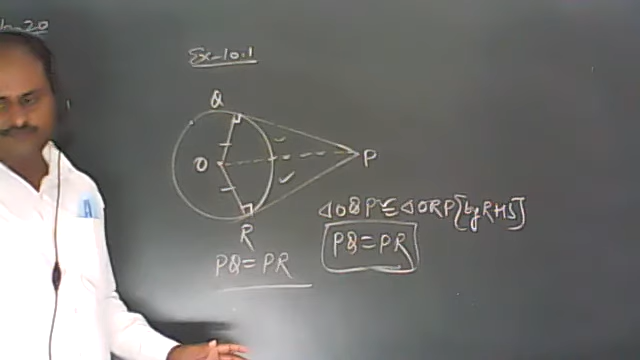 Ex-10.1
Q
O
P
R
△OQP ≅ △ORP [by RHS]
PQ = PR
PQ = PR